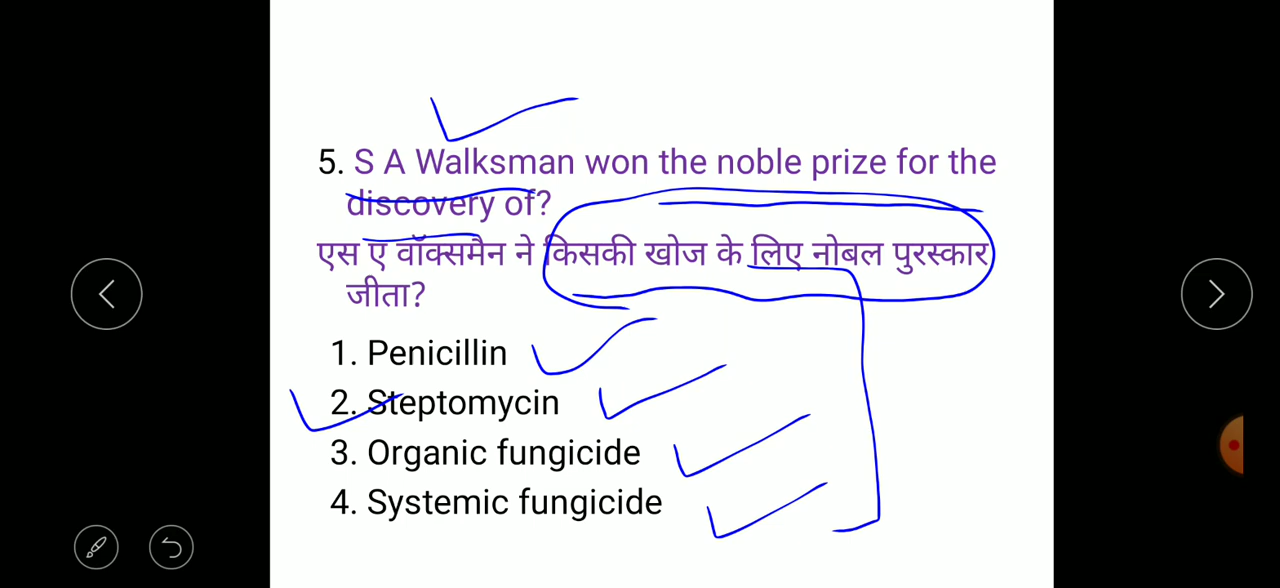 5. S A Walksman won the noble prize for the
discovery of?
एस ए वॉक्समैन ने किसकी खोज के लिए नोबल पुरस्कार
जीता?
1. Penicillin
2. Steptomycin
3. Organic fungicide
4. Systemic fungicide